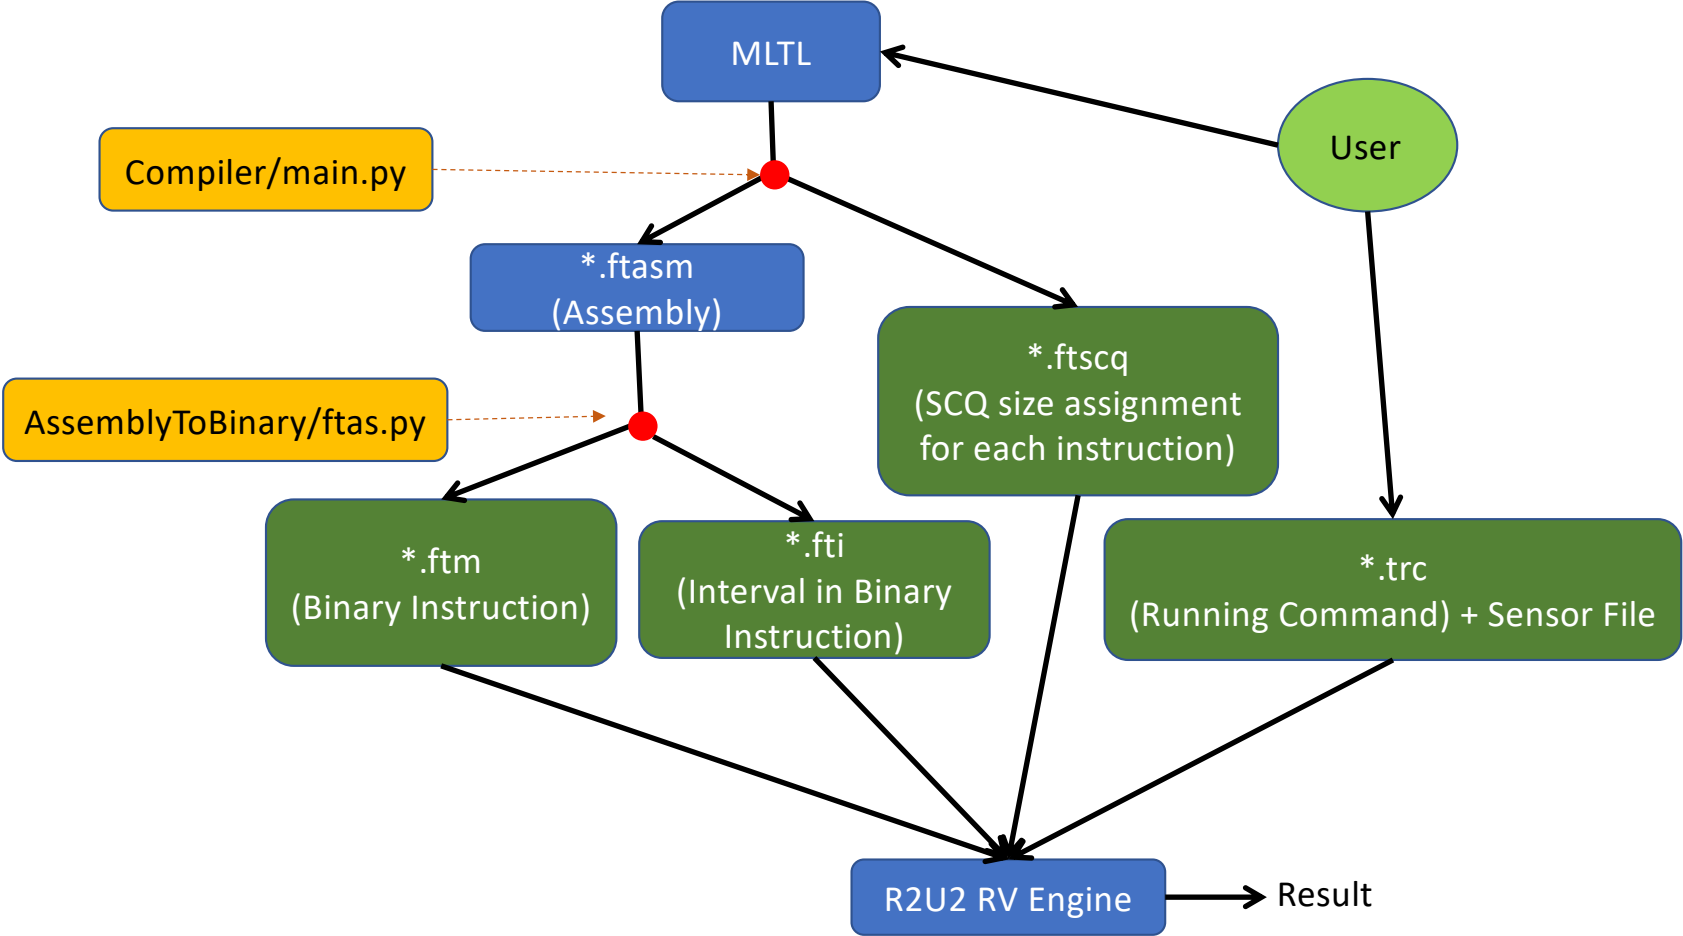 MLTL
User
Compiler/main.py
*.ftasm
(Assembly)
*.ftscq
(SCQ size assignment
for each instruction)
AssemblyToBinary/ftas.py
*.ftm
(Binary Instruction)
*.fti
(Interval in Binary
Instruction)
*.trc
(Running Command) + Sensor File
R2U2 RV Engine
Result